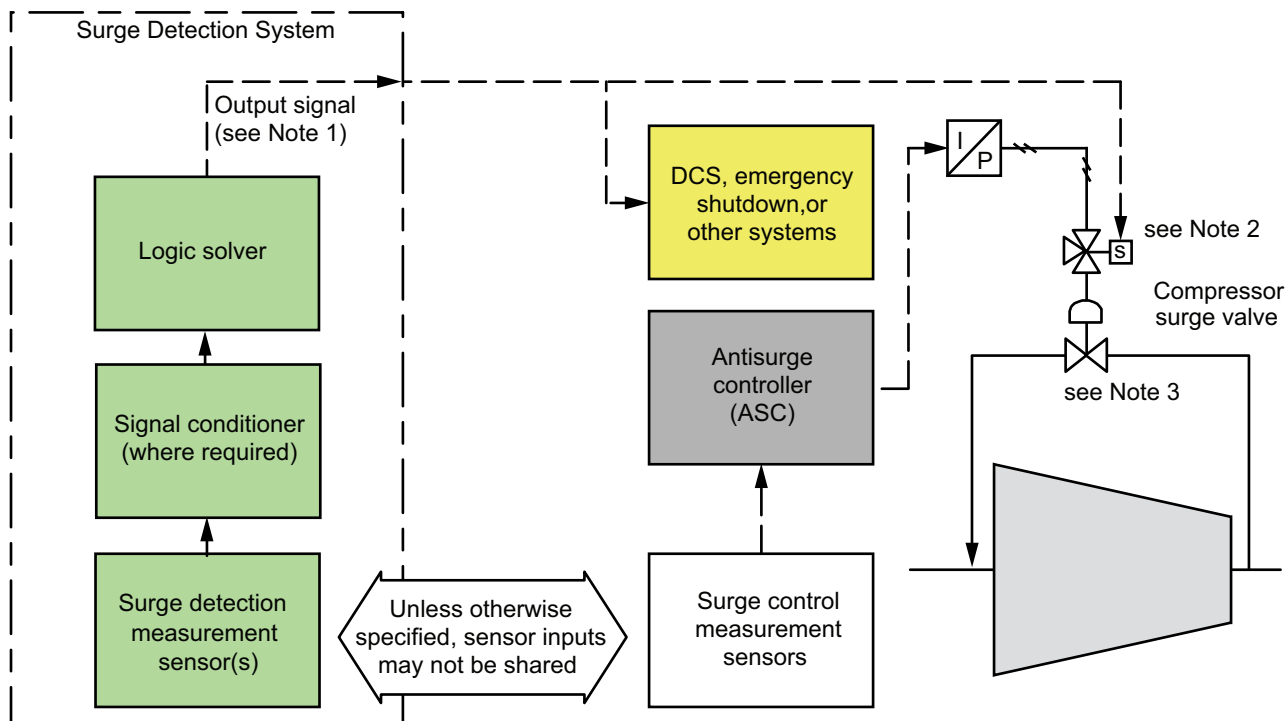 Surge Detection System
Output signal
(see Note 1)
Logic solver
Signal conditioner
(where required)
Surge detection
measurement
sensor(s)
Unless otherwise
specified, sensor inputs
may not be shared
DCS, emergency
shutdown,or
other systems
Antisurge
controller
(ASC)
Surge control
measurement
sensors
I
P
see Note 2
s
Compressor
surge valve
see Note 3